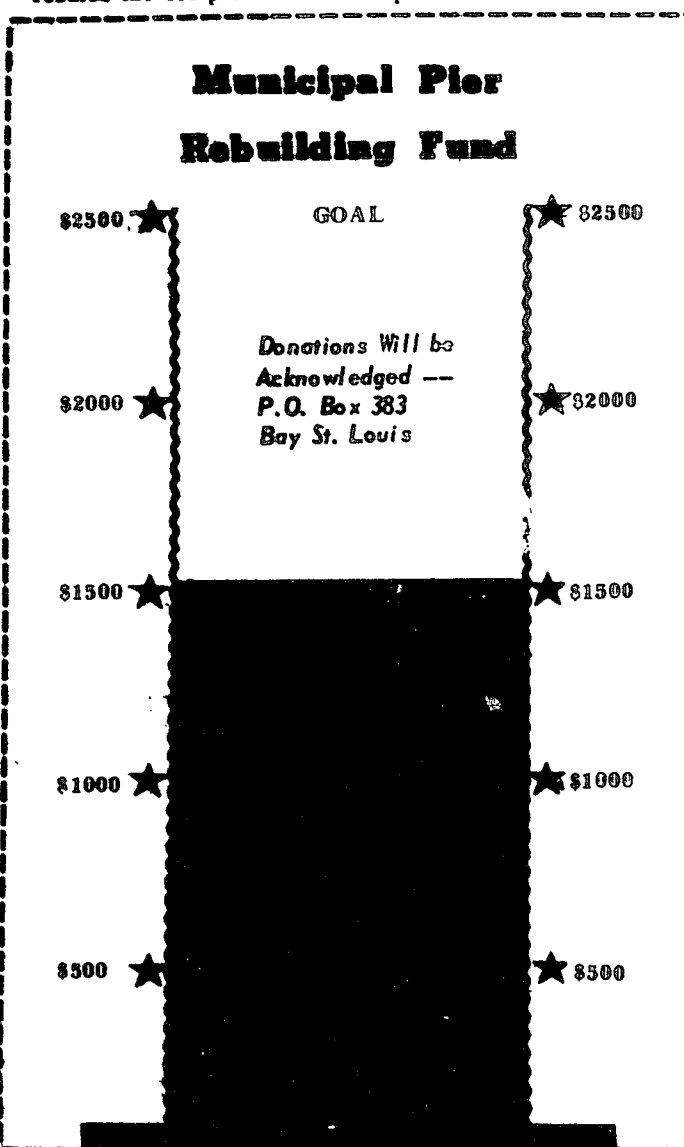 Municipal Pier
Rebuilding Fund
$2500 GOAL $2500
Donations Will be
Acknowledged --
P.O. Box 383
Bay St. Louis
$2000 $2000
$1500 $1500
$1000 $1000
$500 $500